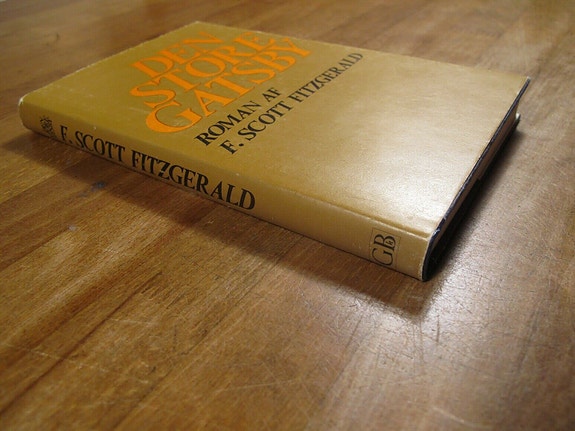 DEN
STORE
GATSBY
ROMAN AF
F. SCOTT FITZGERALD
F. SCOTT FITZGERALD
GB